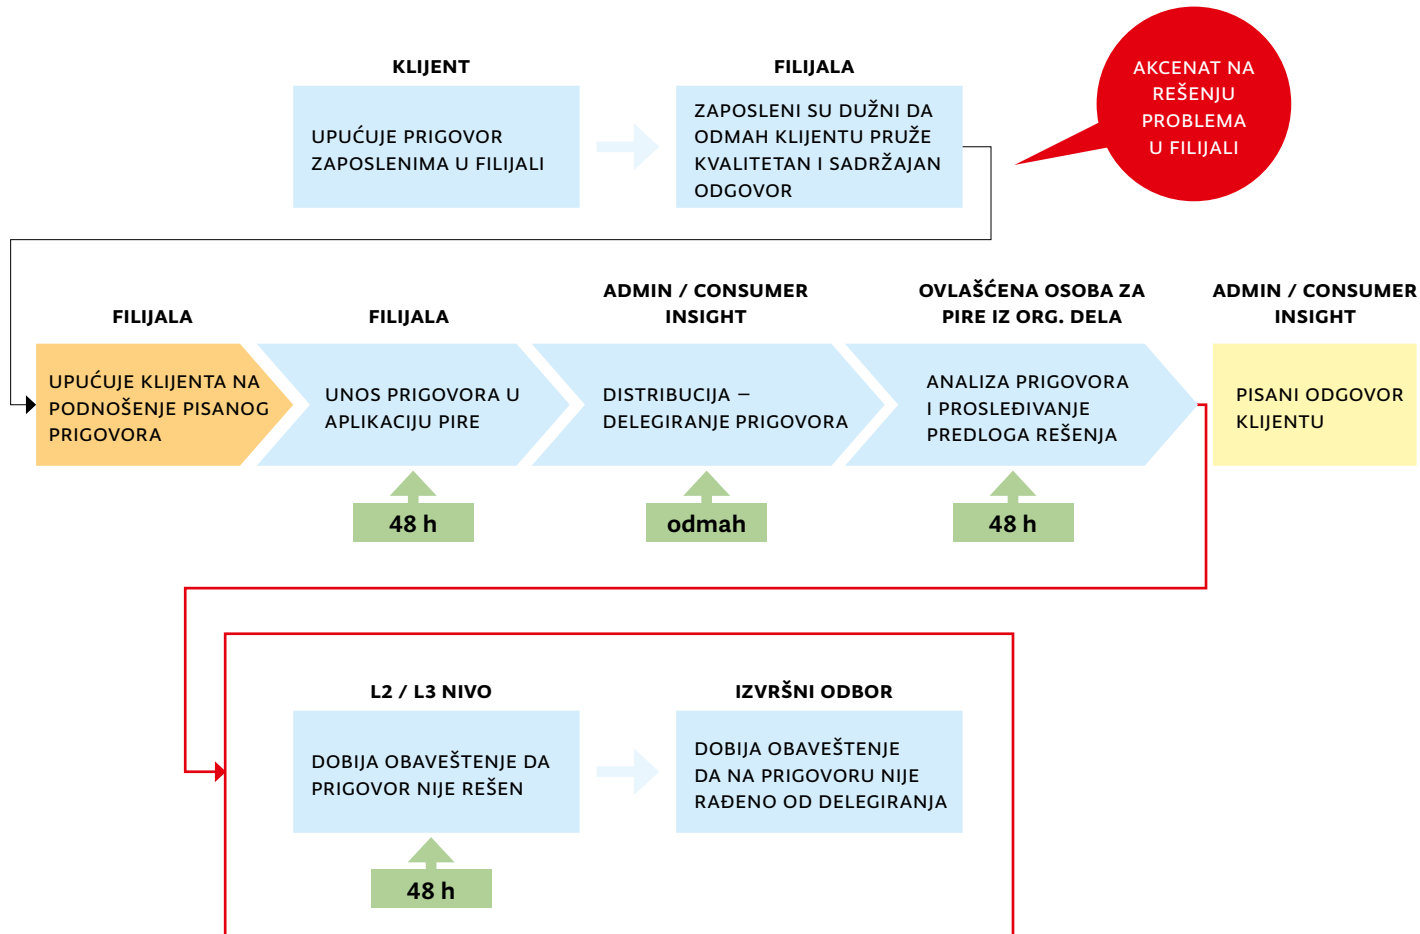 KLIJENT
UPUĆUJE PRIGOVOR
ZAPOSLENIMA U FILIJALI
FILIJALA
ZAPOSLENI SU DUŽNI DA
ODMAH KLIJENTU PRUŽE
KVALITETAN I SADRŽAJAN
ODGOVOR
AKCENAT NA
REŠENJU
PROBLEMA
U FILIJALI
FILIJALA
UPUĆUJE KLIJENTA NA
PODNOŠENJE PISANOG
PRIGOVORA
FILIJALA
UNOS PRIGOVORA U
APLIKACIJU PIRE
48 h
ADMIN / CONSUMER
INSIGHT
DISTRIBUCIJA –
DELEGIRANJE PRIGOVORA
odmah
OVLAŠĆENA OSOBA ZA
PIRE IZ ORG. DELA
ANALIZA PRIGOVORA
I PROSLEĐIVANJE
PREDLOGA REŠENJA
48 h
ADMIN / CONSUMER
INSIGHT
PISANI ODGOVOR
KLIJENTU
L2 / L3 NIVO
DOBIJA OBAVEŠTENJE DA
PRIGOVOR NIJE REŠEN
48 h
IZVRŠNI ODBOR
DOBIJA OBAVEŠTENJE
DA NA PRIGOVORU NIJE
RAĐENO OD DELEGIRANJA